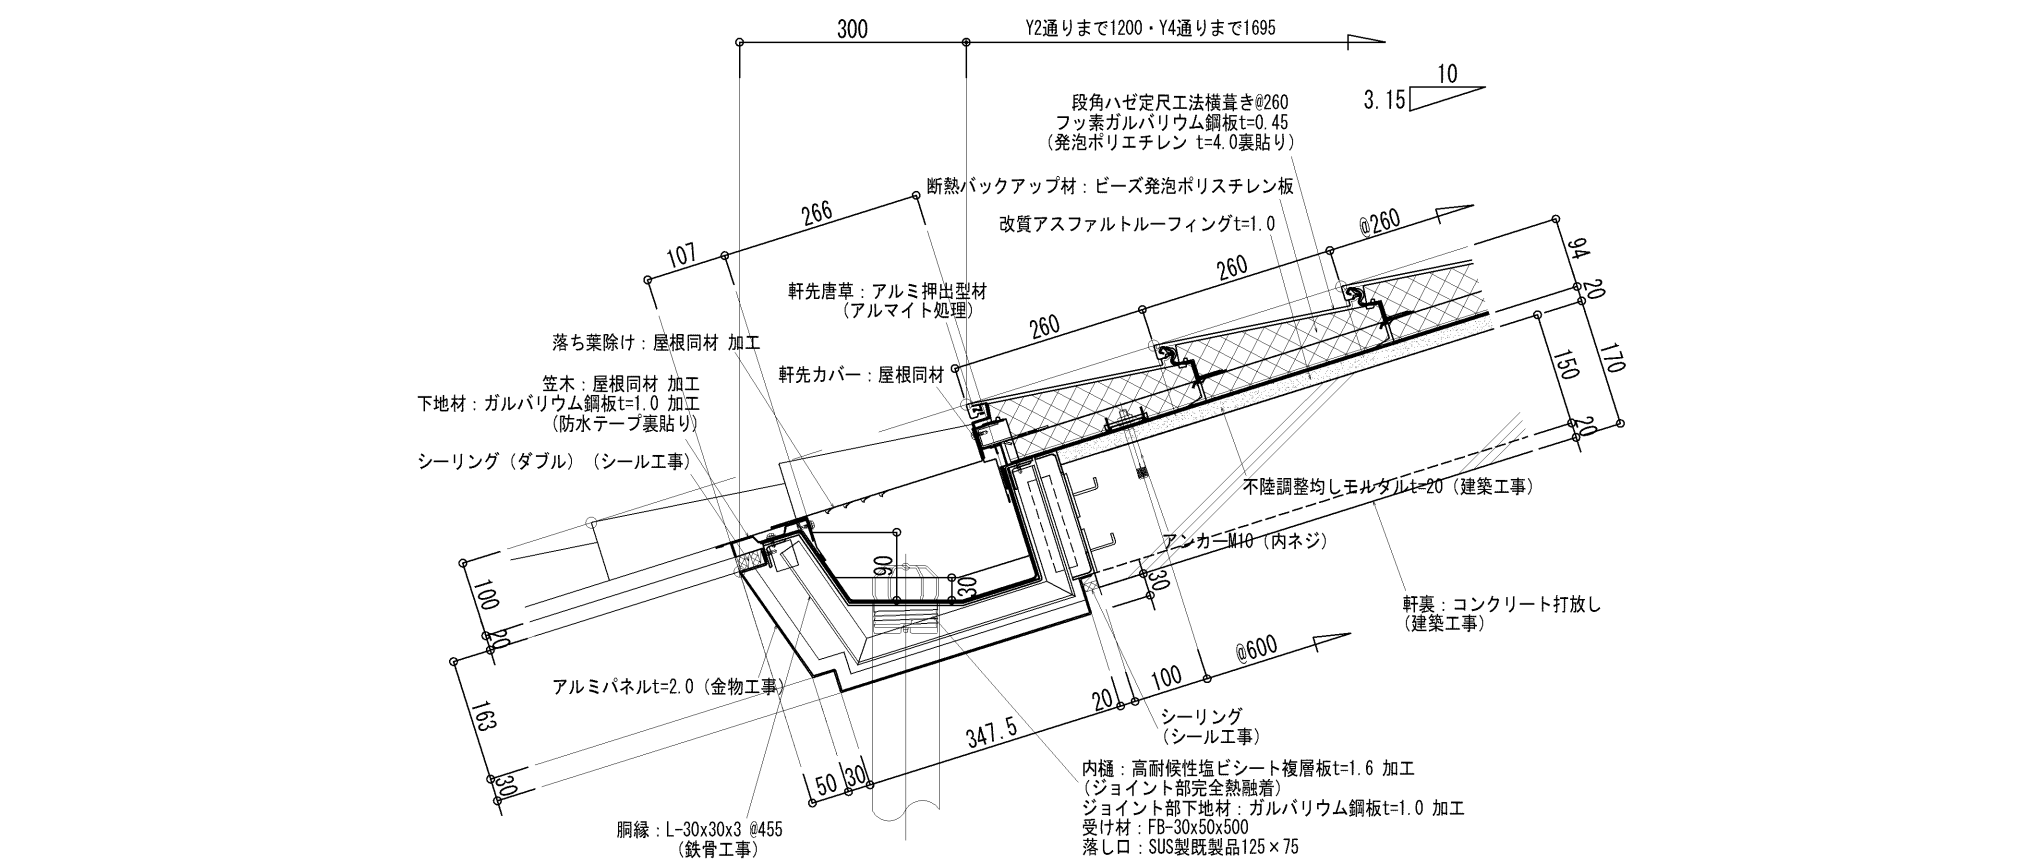 300
Y2通りまで1200・Y4通りまで1695
10
3.15
段角ハゼ定尺工法横葺き@260
フッ素ガルバリウム鋼板t=0.45
(発泡ポリエチレン t=4.0裏貼り)
断熱バックアップ材：ビーズ発泡ポリスチレン板
改質アスファルトルーフィングt=1.0
@260
260
260
266
107
94
20
170
150
20
軒先唐草：アルミ押出型材
(アルマイト処理)
落ち葉除け：屋根同材 加工
軒先カバー：屋根同材
笠木：屋根同材 加工
下地材：ガルバリウム鋼板t=1.0 加工
(防水テープ裏貼り)
シーリング（ダブル）（シール工事）
不陸調整均しモルタルt=20（建築工事）
アンカーM10（内ネジ）
90
30
30
100
20
163
30
軒裏：コンクリート打放し
(建築工事)
アルミパネルt=2.0（金物工事）
@600
100
20
347.5
50
30
シーリング
(シール工事)
内樋：高耐候性塩ビシート複層板t=1.6 加工
(ジョイント部完全熱融着)
ジョイント部下地材：ガルバリウム鋼板t=1.0 加工
受け材：FB-30x50x500
落し口：SUS製既製品125×75
胴縁：L-30x30x3 @455
(鉄骨工事)